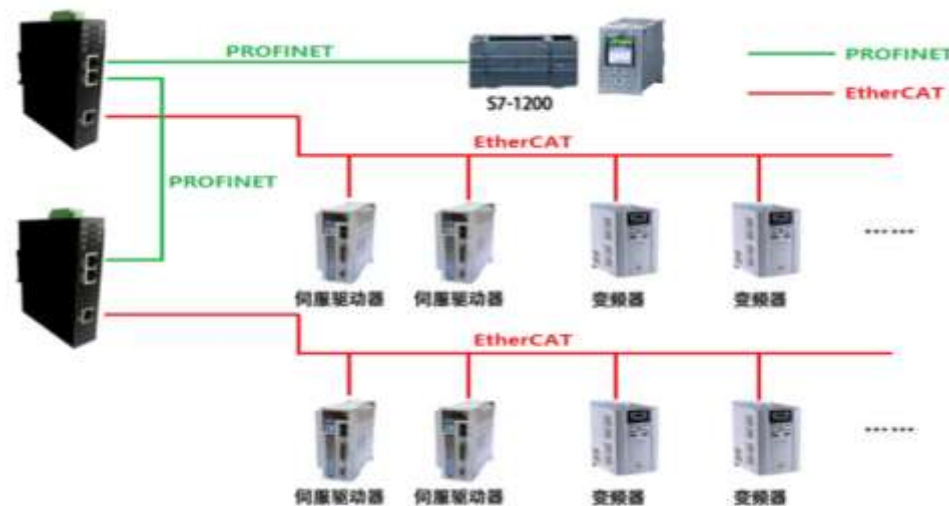 PROFINET
PROFINET
S7-1200
EtherCAT
EtherCAT
PROFINET
伺服驱动器 伺服驱动器 变频器 变频器
……
EtherCAT
伺服驱动器 伺服驱动器 变频器 变频器
……